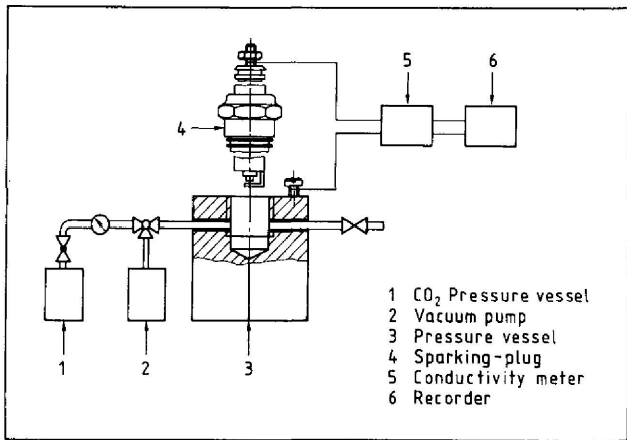 5
6
4
1
2
3
1 CO₂ Pressure vessel
2 Vacuum pump
3 Pressure vessel
4 Sparking-plug
5 Conductivity meter
6 Recorder